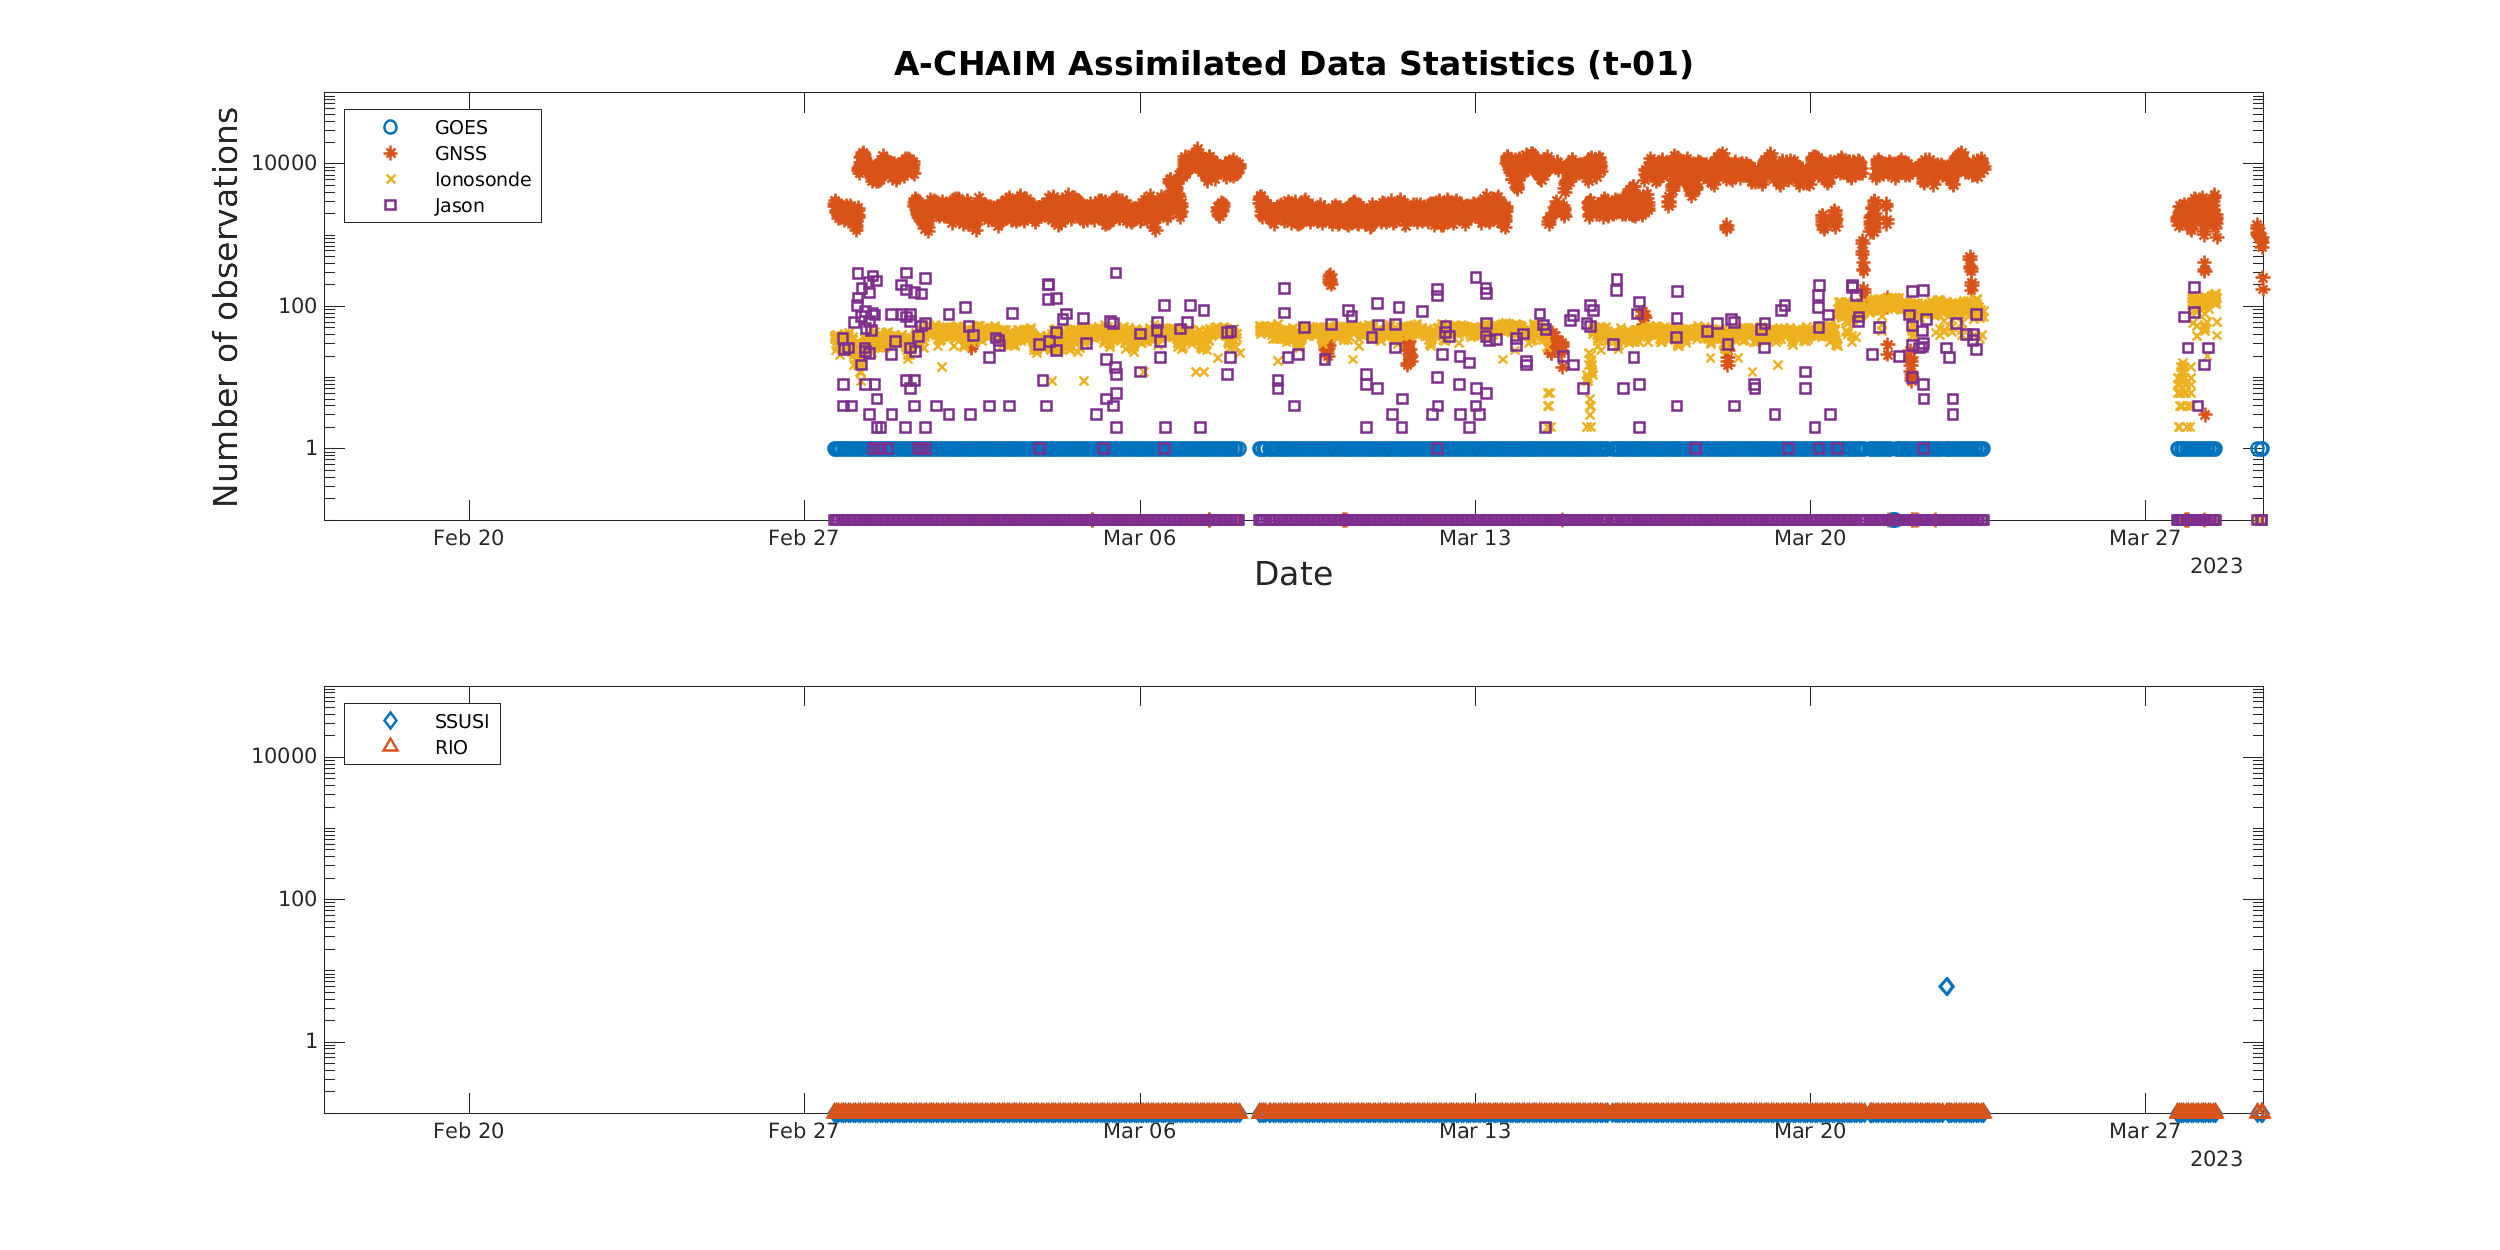 A-CHAIM Assimilated Data Statistics (t-01)
Number of observations
GOES
GNSS
Ionosonde
Jason
10000
100
1
Feb 20 Feb 27 Mar 06 Mar 13 Mar 20 Mar 27
2023
Date
SSUSI
RIO
10000
100
1
Feb 20 Feb 27 Mar 06 Mar 13 Mar 20 Mar 27
2023